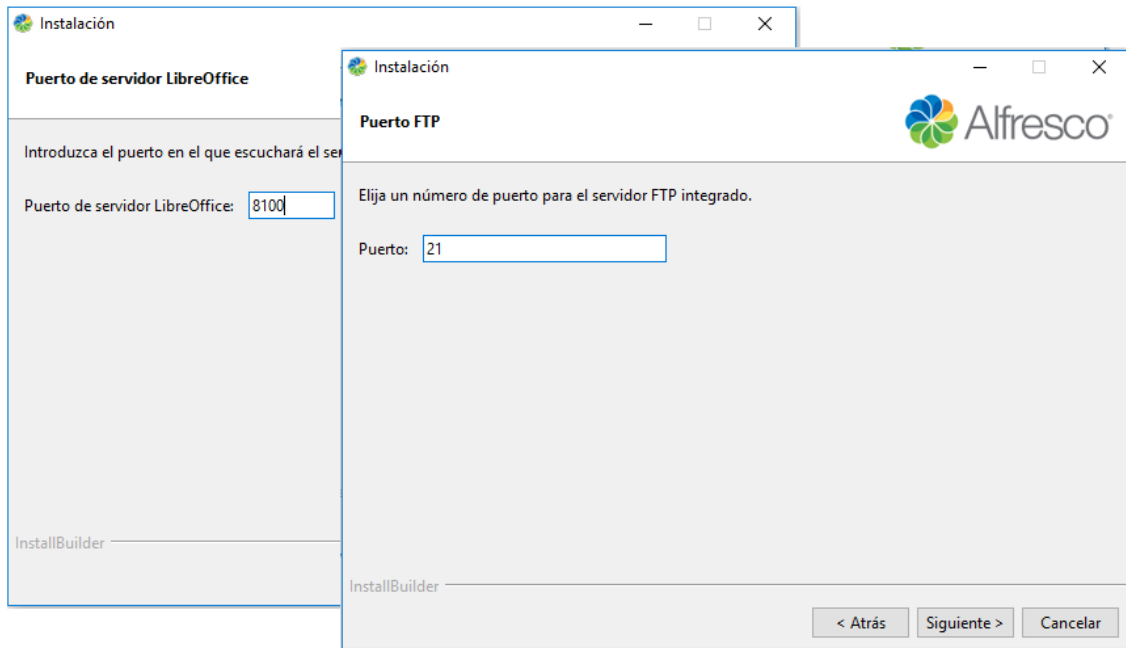 Instalación
Puerto de servidor LibreOffice
Introduzca el puerto en el que escuchará el
Puerto de servidor LibreOffice: 8100
InstallBuilder
Instalación
Puerto FTP
Alfresco
Elija un número de puerto para el servidor FTP integrado.
Puerto: 21
InstallBuilder
< Atrás Siguiente > Cancelar